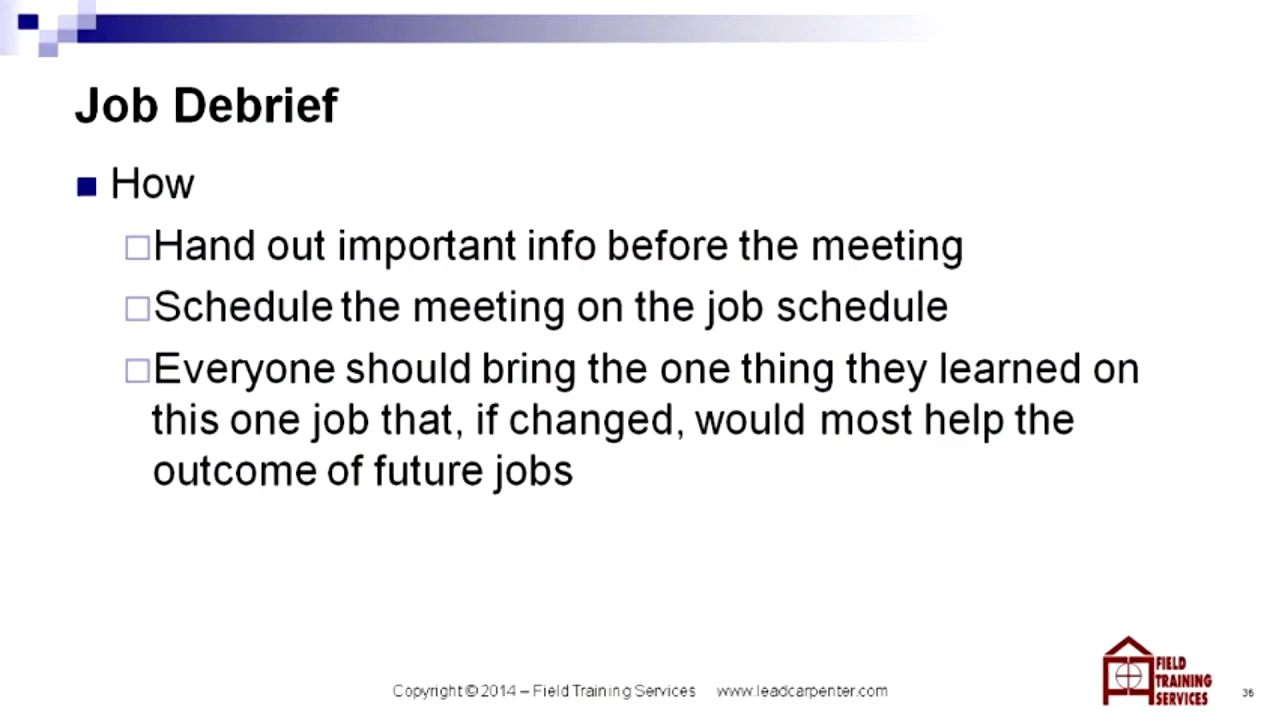 Job Debrief
How
Hand out important info before the meeting
Schedule the meeting on the job schedule
Everyone should bring the one thing they learned on
this one job that, if changed, would most help the
outcome of future jobs
FIELD
TRAINING
SERVICES
Copyright © 2014 – Field Training Services www.leadcarpenter.com
36